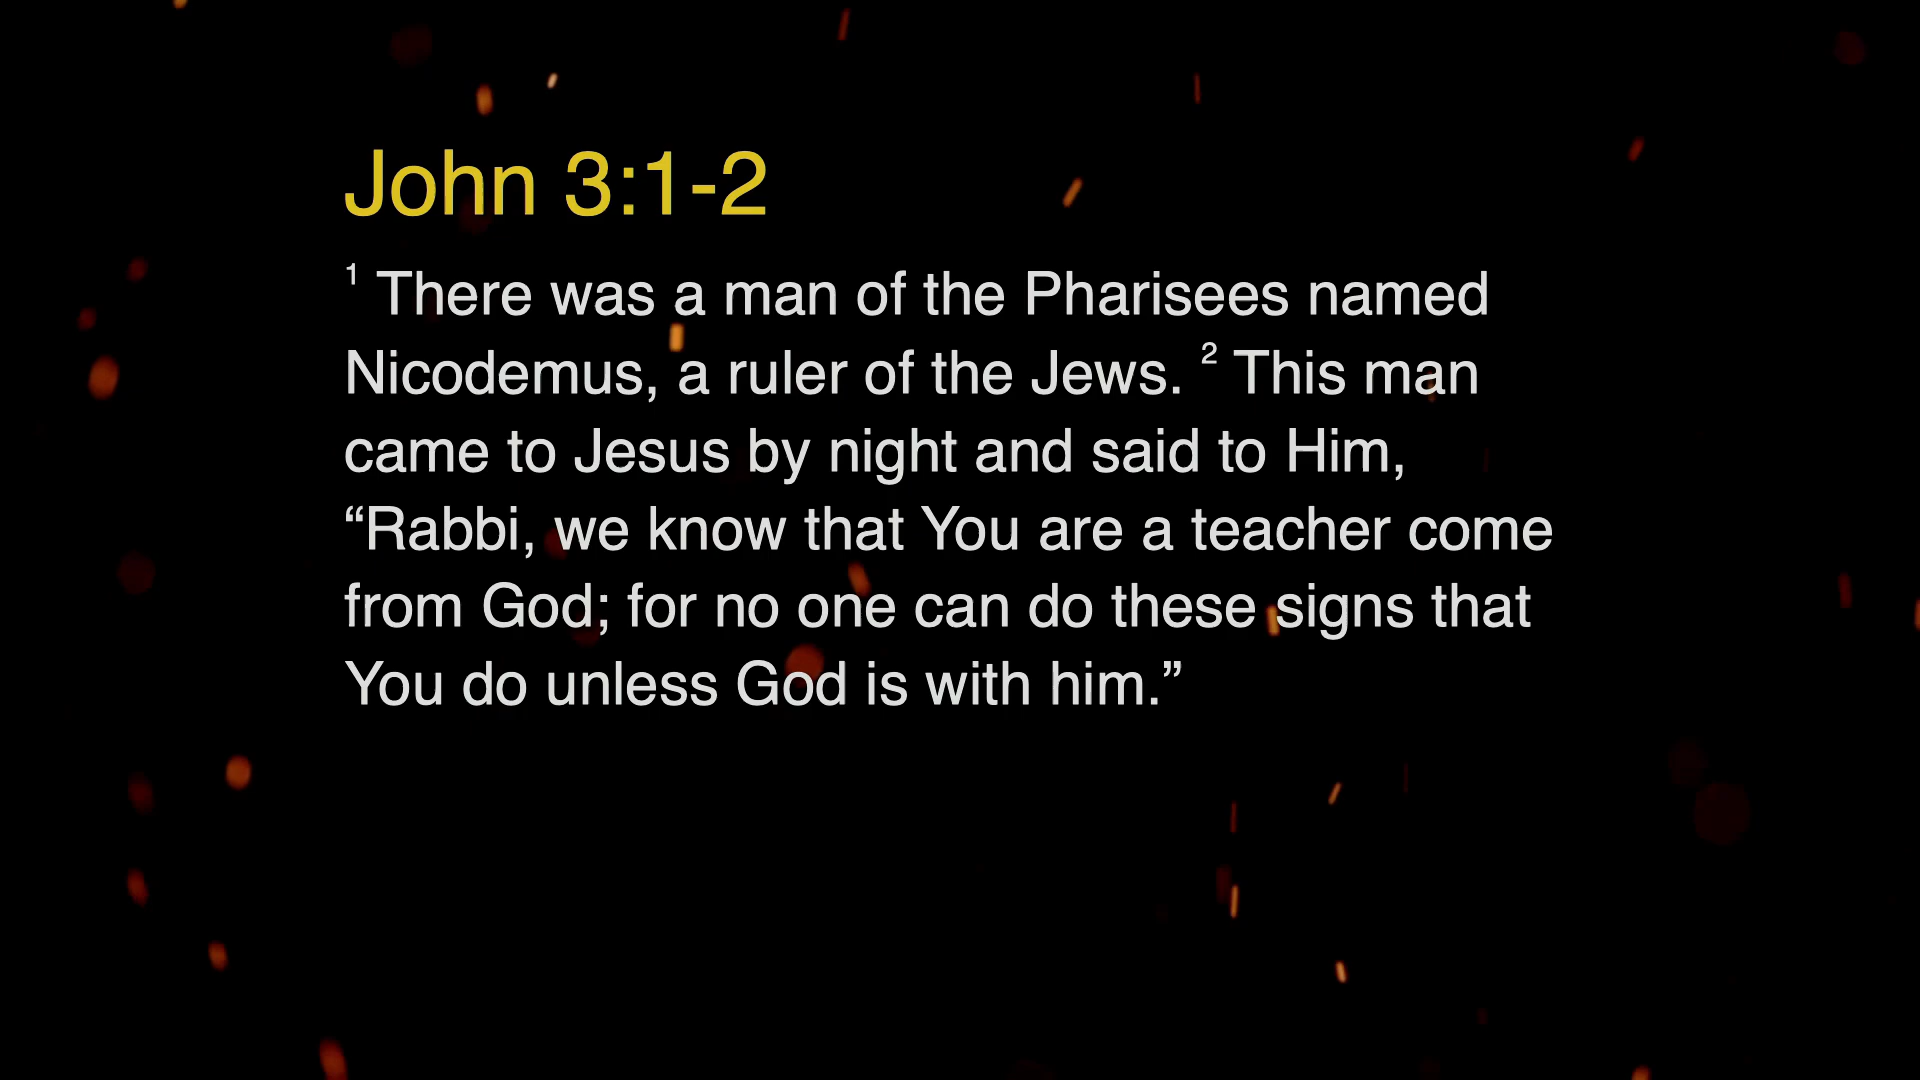 John 3:1-2
1 There was a man of the Pharisees named
Nicodemus, a ruler of the Jews. 2 This man
came to Jesus by night and said to Him,
“Rabbi, we know that You are a teacher come
from God; for no one can do these signs that
You do unless God is with him.”